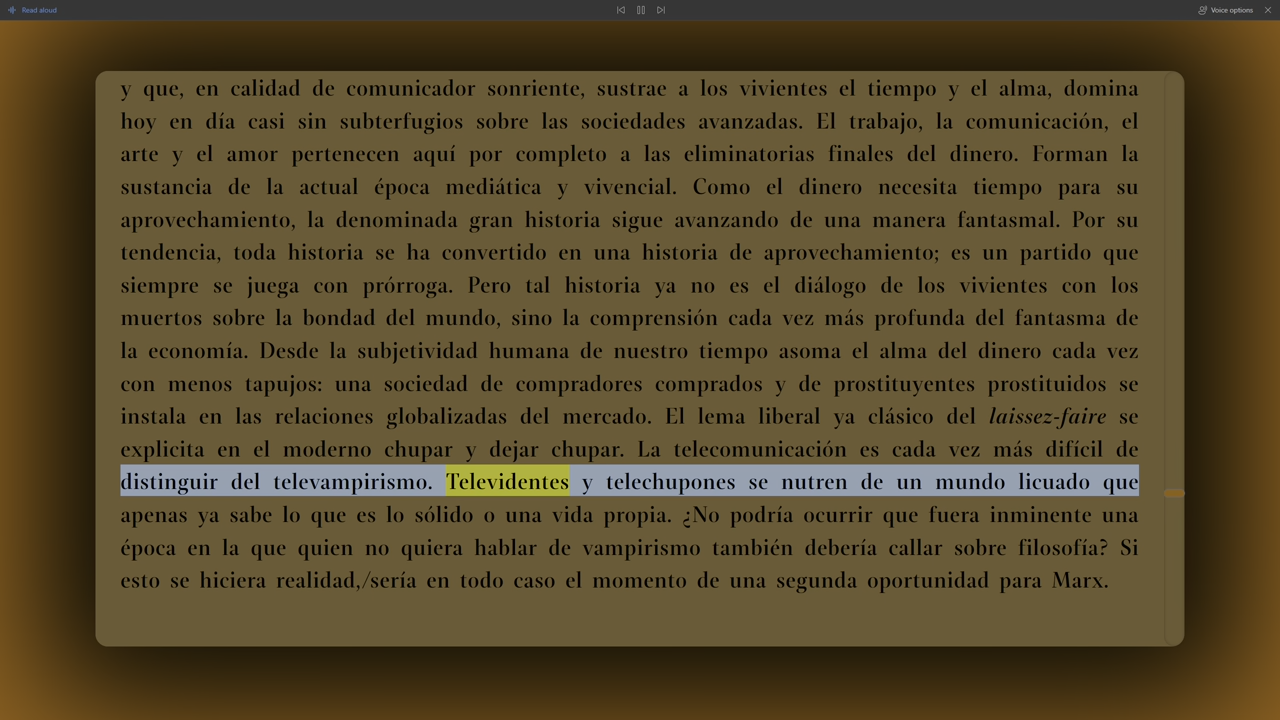 Read aloud
Voice options
y que, en calidad de comunicador sonriente, sustrae a los vivientes el tiempo y el alma, domina
hoy en día casi sin subterfugios sobre las sociedades avanzadas. El trabajo, la comunicación, el
arte y el amor pertenecen aquí por completo a las eliminatorias finales del dinero. Forman la
sustancia de la actual época mediática y vivencial. Como el dinero necesita tiempo para su
aprovechamiento, la denominada gran historia sigue avanzando de una manera fantasmal. Por su
tendencia, toda historia se ha convertido en una historia de aprovechamiento; es un partido que
siempre se juega con prórroga. Pero tal historia ya no es el diálogo de los vivientes con los
muertos sobre la bondad del mundo, sino la comprensión cada vez más profunda del fantasma de
la economía. Desde la subjetividad humana de nuestro tiempo asoma el alma del dinero cada vez
con menos tapujos: una sociedad de compradores comprados y de prostituyentes prostituidos se
instala en las relaciones globalizadas del mercado. El lema liberal ya clásico del laissez-faire se
explicita en el moderno chupar y dejar chupar. La telecomunicación es cada vez más difícil de
distinguir del televampirismo. Televidentes y telechupones se nutren de un mundo licuado que
apenas ya sabe lo que es lo sólido o una vida propia. ¿No podría ocurrir que fuera inminente una
época en la que quien no quiera hablar de vampirismo también debería callar sobre filosofía? Si
esto se hiciera realidad,/sería en todo caso el momento de una segunda oportunidad para Marx.